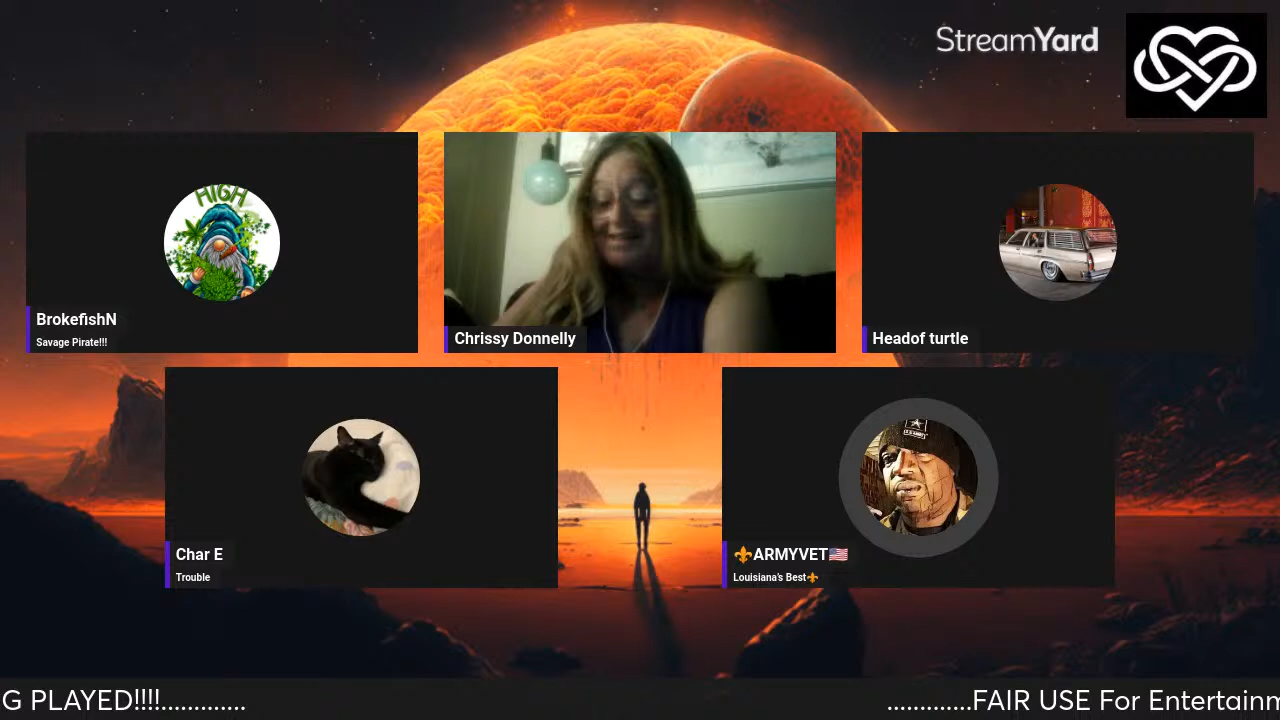 StreamYard
HIGH
BrokefishN
Savage Pirate!!!
Chrissy Donnelly
Headof turtle
Char E
Trouble
⚜️ARMYVET🇺🇸
Louisiana's Best⚜️
G PLAYED!!!!.............
.............FAIR USE For Entertainm